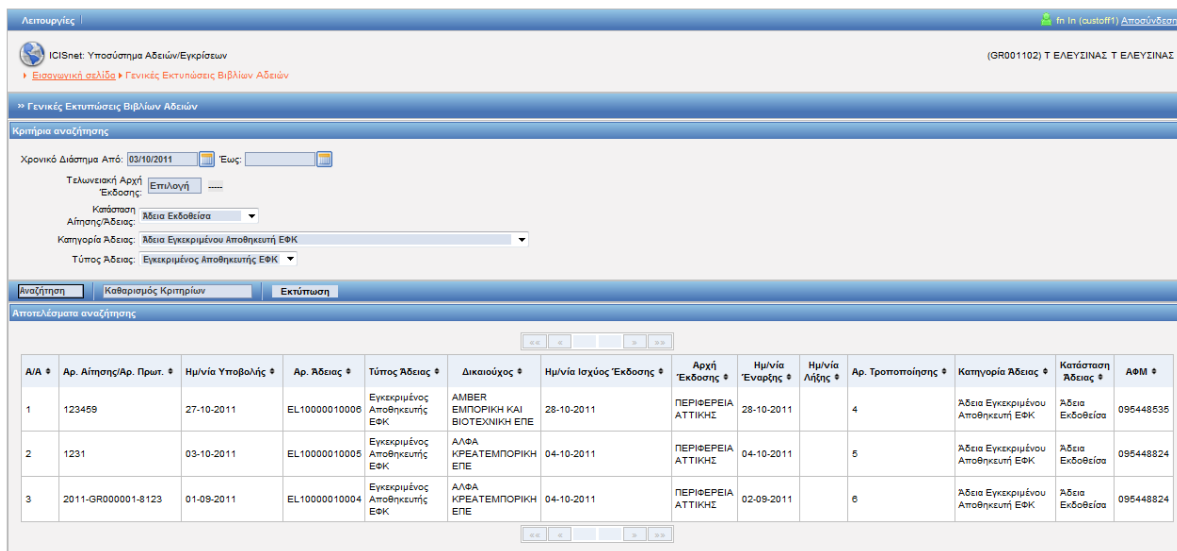 Λειτουργίες
fn ln (custoff1) Αποσύνδεση
ICISnet: Υποσύστημα Αδειών/Εγκρίσεων
(GR001102) Τ ΕΛΕΥΣΙΝΑΣ Τ ΕΛΕΥΣΙΝΑΣ
Εισαγωγική σελίδα Γενικές Εκτυπώσεις Βιβλίων Αδειών
» Γενικές Εκτυπώσεις Βιβλίων Αδειών
Κριτήρια αναζήτησης
Χρονικό Διάστημα Από: 03/10/2011 Έως:
Τελωνειακή Αρχή
Έκδοσης: Επιλογή -----
Κατάσταση
Αίτησης/Άδειας: Άδεια Εκδοθείσα
Κατηγορία Άδειας: Άδεια Εγκεκριμένου Αποθηκευτή ΕΦΚ
Τύπος Άδειας: Εγκεκριμένος Αποθηκευτής ΕΦΚ
Αναζήτηση Καθαρισμός Κριτηρίων Εκτύπωση
Αποτελέσματα αναζήτησης
«« « » »»
Α/Α Αρ. Αίτησης/Αρ. Πρωτ. Ημ/νία Υποβολής Αρ. Άδειας Τύπος Άδειας Δικαιούχος Ημ/νία Ισχύος Έκδοσης Αρχή Έκδοσης Ημ/νία Έναρξης Ημ/νία Λήξης Αρ. Τροποποίησης Κατηγορία Άδειας Κατάσταση Άδειας ΑΦΜ
1 123459 27-10-2011 EL10000010006 Εγκεκριμένος Αποθηκευτής ΕΦΚ AMBER ΕΜΠΟΡΙΚΗ ΚΑΙ ΒΙΟΤΕΧΝΙΚΗ ΕΠΕ 28-10-2011 ΠΕΡΙΦΕΡΕΙΑ ΑΤΤΙΚΗΣ 28-10-2011 4 Άδεια Εγκεκριμένου Αποθηκευτή ΕΦΚ Άδεια Εκδοθείσα 095448535
2 1231 03-10-2011 EL10000010005 Εγκεκριμένος Αποθηκευτής ΕΦΚ ΑΛΦΑ ΚΡΕΑΤΕΜΠΟΡΙΚΗ ΕΠΕ 04-10-2011 ΠΕΡΙΦΕΡΕΙΑ ΑΤΤΙΚΗΣ 04-10-2011 5 Άδεια Εγκεκριμένου Αποθηκευτή ΕΦΚ Άδεια Εκδοθείσα 095448824
3 2011-GR000001-8123 01-09-2011 EL10000010004 Εγκεκριμένος Αποθηκευτής ΕΦΚ ΑΛΦΑ ΚΡΕΑΤΕΜΠΟΡΙΚΗ ΕΠΕ 04-10-2011 ΠΕΡΙΦΕΡΕΙΑ ΑΤΤΙΚΗΣ 02-09-2011 6 Άδεια Εγκεκριμένου Αποθηκευτή ΕΦΚ Άδεια Εκδοθείσα 095448824
«« « » »»